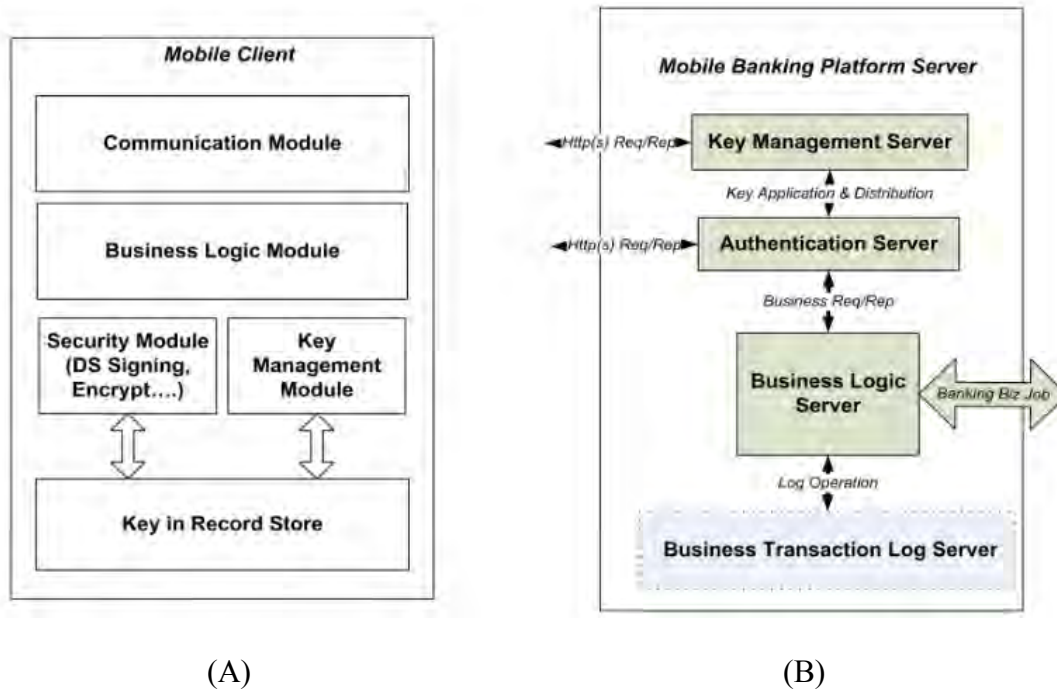 Mobile Client
Communication Module
Business Logic Module
Security Module
(DS Signing,
Encrypt....)
Key
Management
Module
Key in Record Store
(A)
Mobile Banking Platform Server
Http(s) Req/Rep
Key Management Server
Key Application & Distribution
Http(s) Req/Rep
Authentication Server
Business Req/Rep
Business Logic
Server
Banking Biz Job
Log Operation
Business Transaction Log Server
(B)